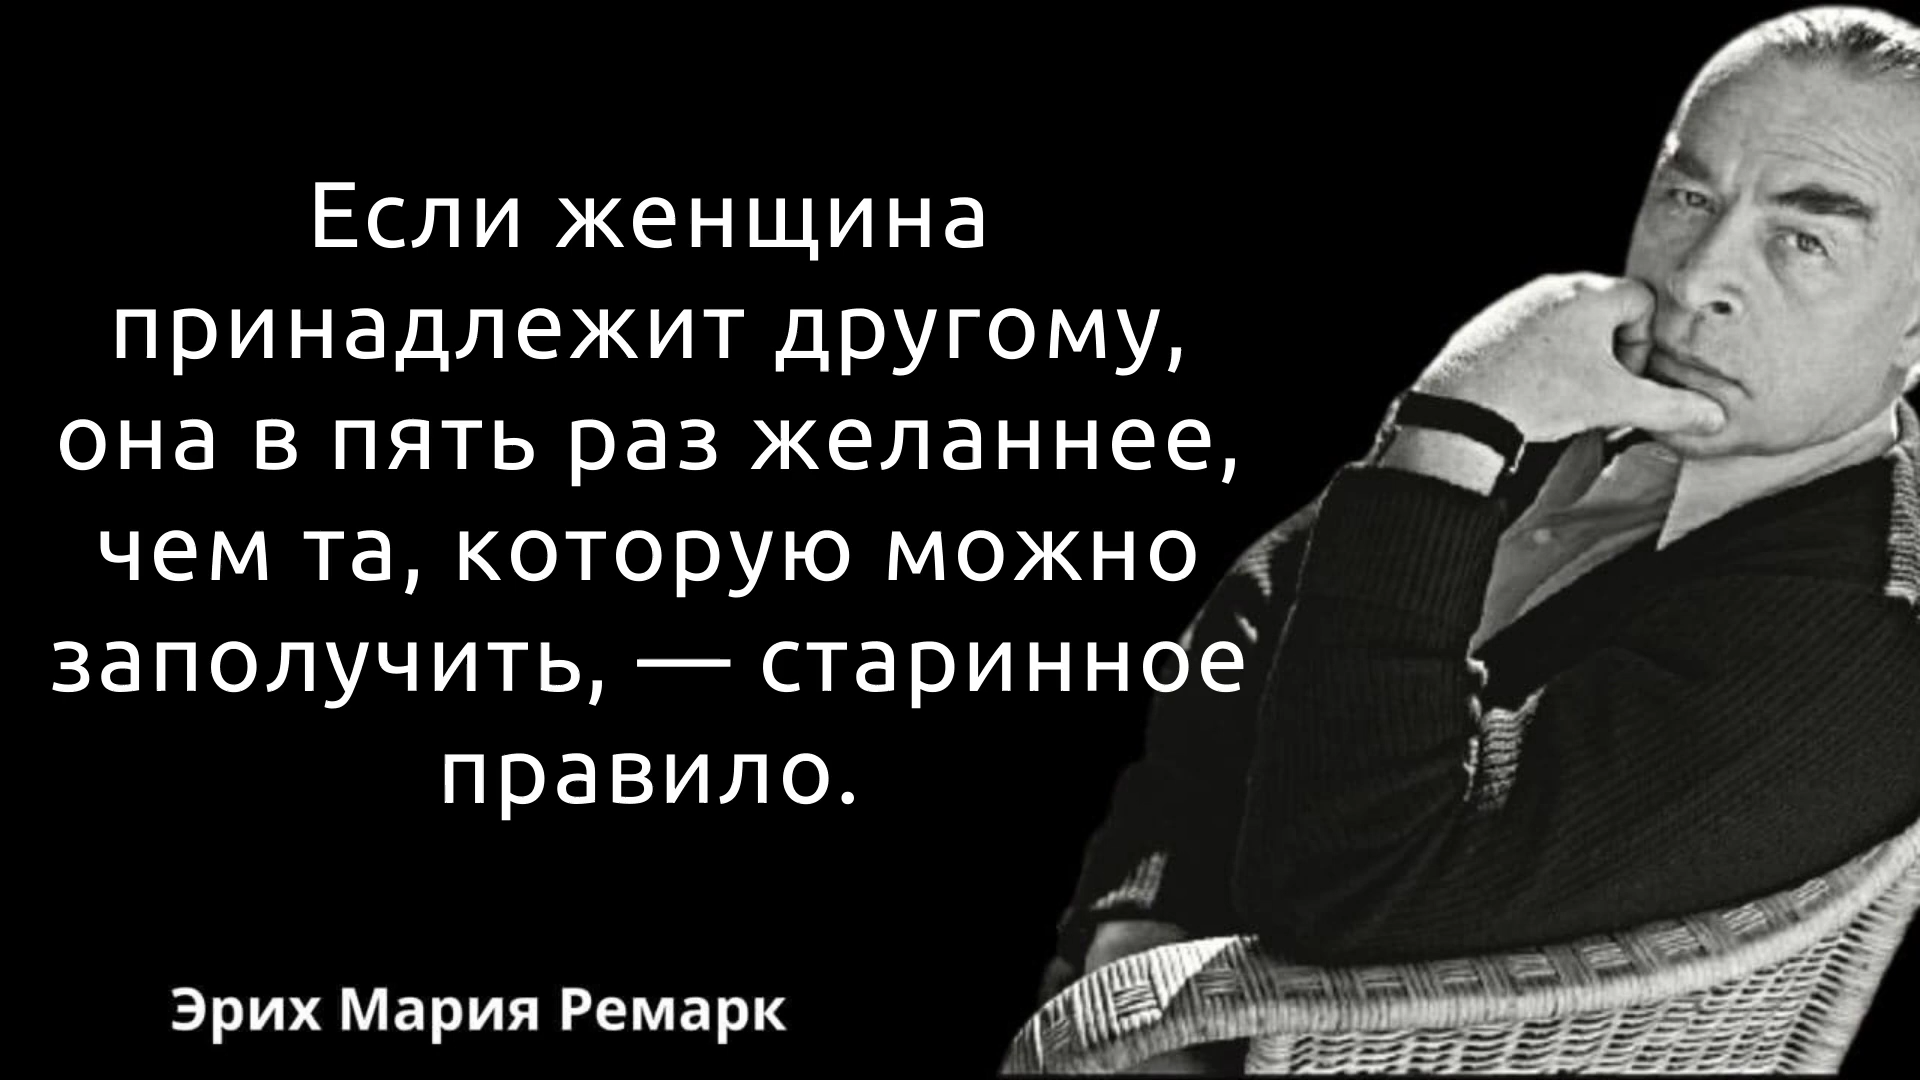 Если женщина
принадлежит другому,
она в пять раз желаннее,
чем та, которую можно
заполучить, — старинное
правило.
Эрих Мария Ремарк